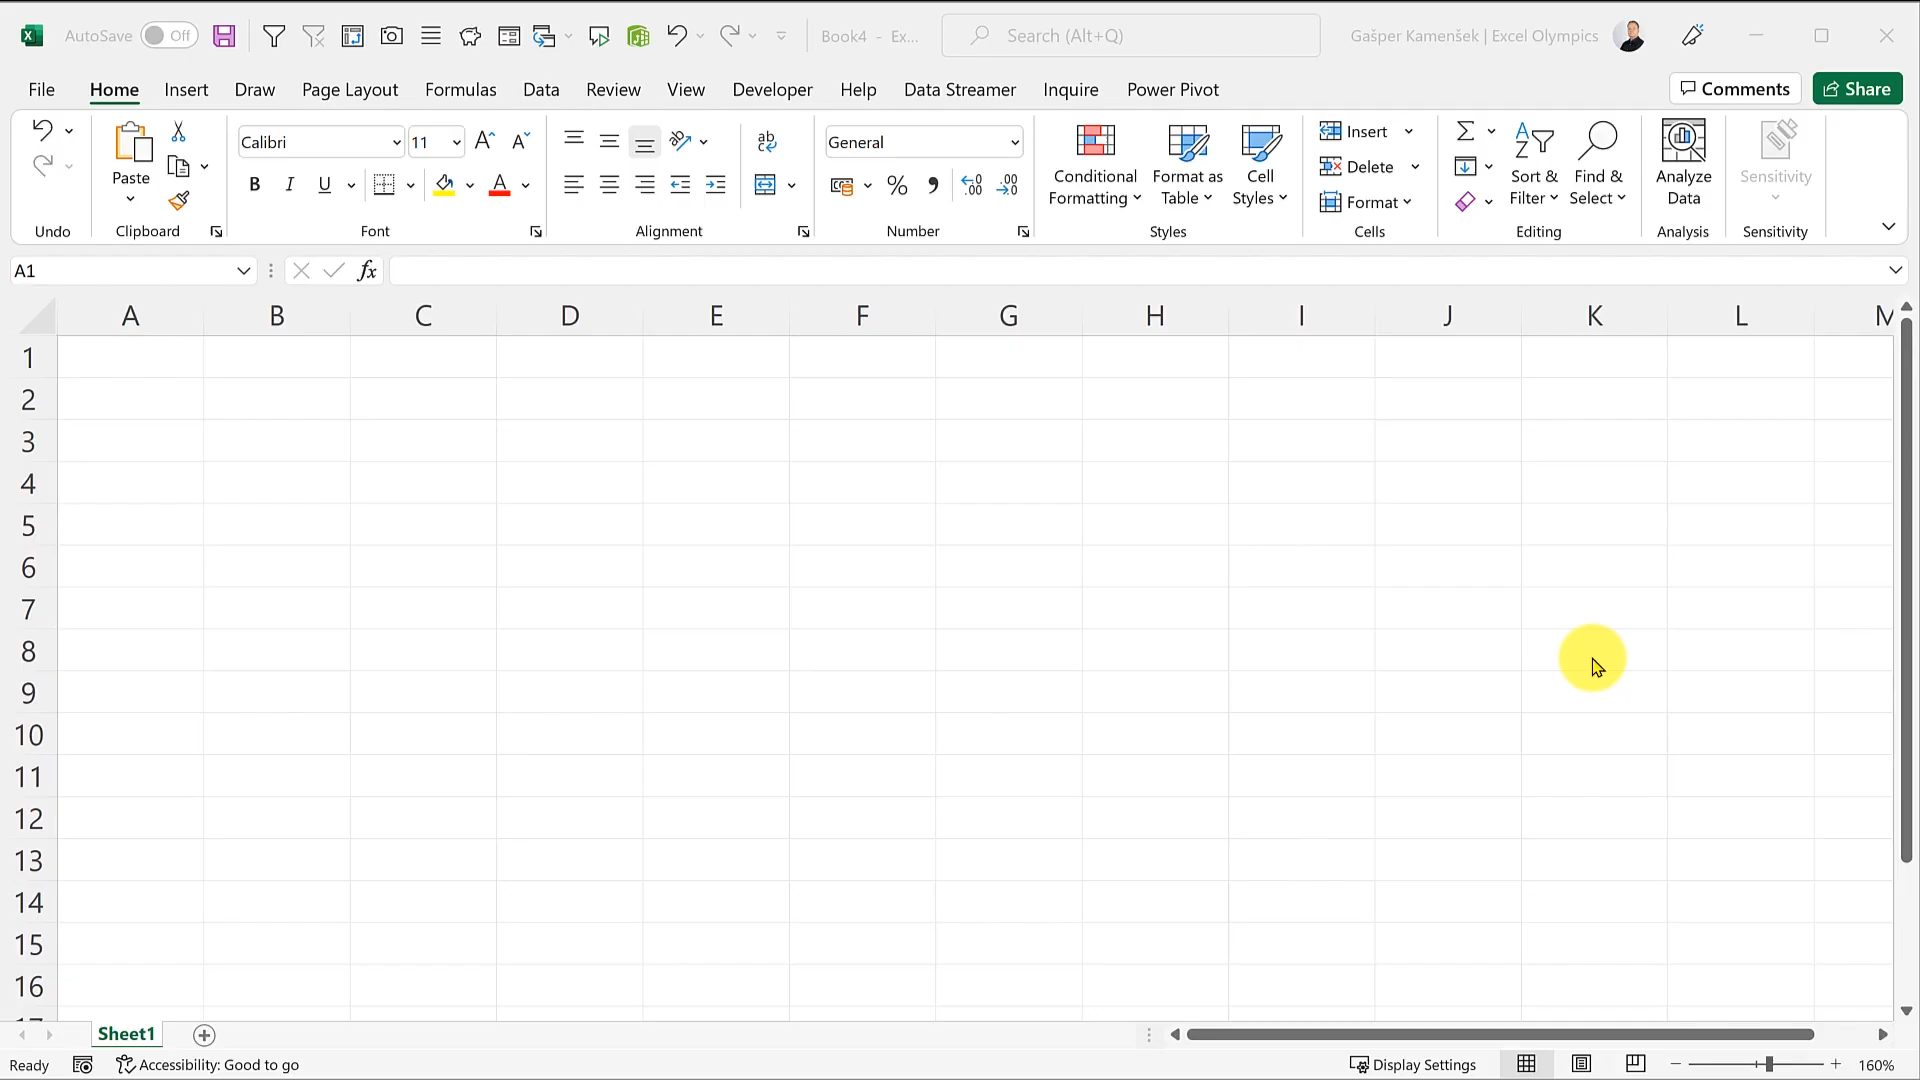 AutoSave Off Book4 - Ex... Search (Alt+Q) Gašper Kamenšek | Excel Olympics
File Home Insert Draw Page Layout Formulas Data Review View Developer Help Data Streamer Inquire Power Pivot Comments Share
Paste
Calibri 11
General
Conditional Formatting
Format as Table
Cell Styles
Insert
Delete
Format
Sort & Filter
Find & Select
Analyze Data
Sensitivity
Undo Clipboard Font Alignment Number Styles Cells Editing Analysis Sensitivity
A1 fx
A B C D E F G H I J K L M
1
2
3
4
5
6
7
8
9
10
11
12
13
14
15
16
Sheet1
Ready Accessibility: Good to go Display Settings 160%